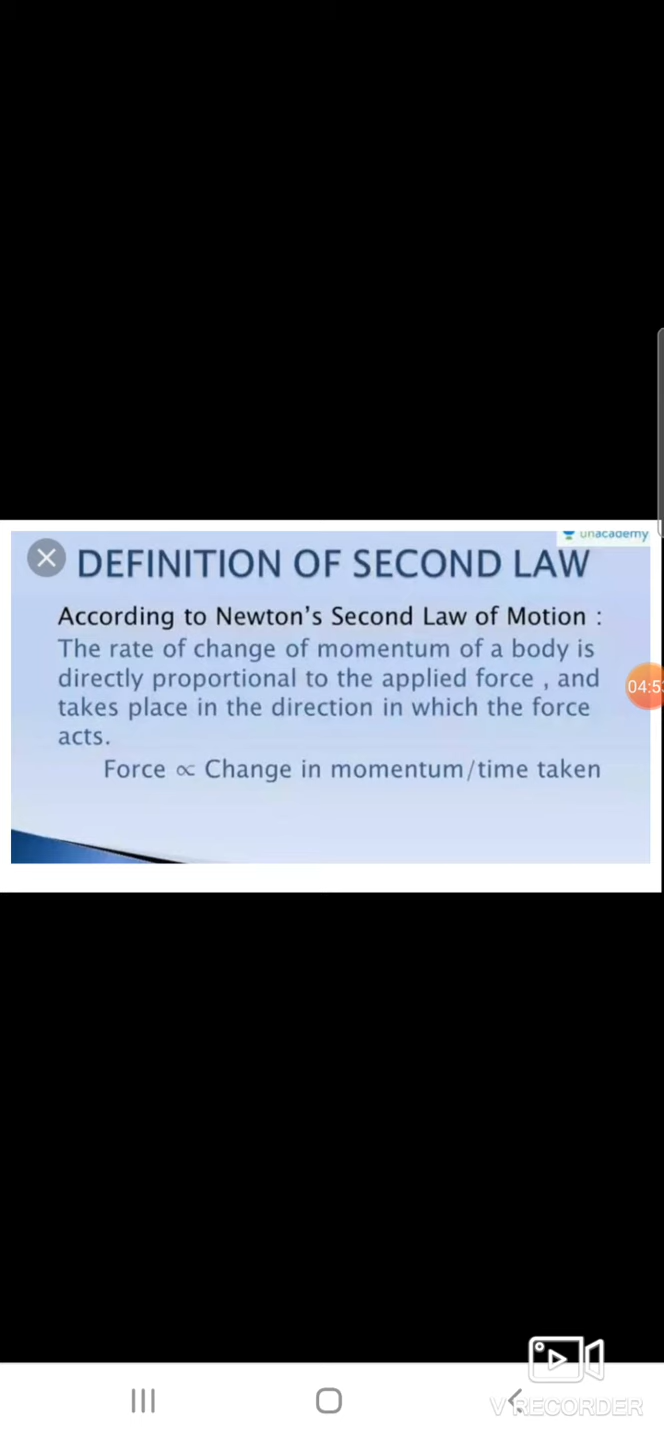 unacademy
DEFINITION OF SECOND LAW
According to Newton's Second Law of Motion :
The rate of change of momentum of a body is
directly proportional to the applied force , and
takes place in the direction in which the force
acts.
Force ∝ Change in momentum/time taken
04:53
V RECORDER